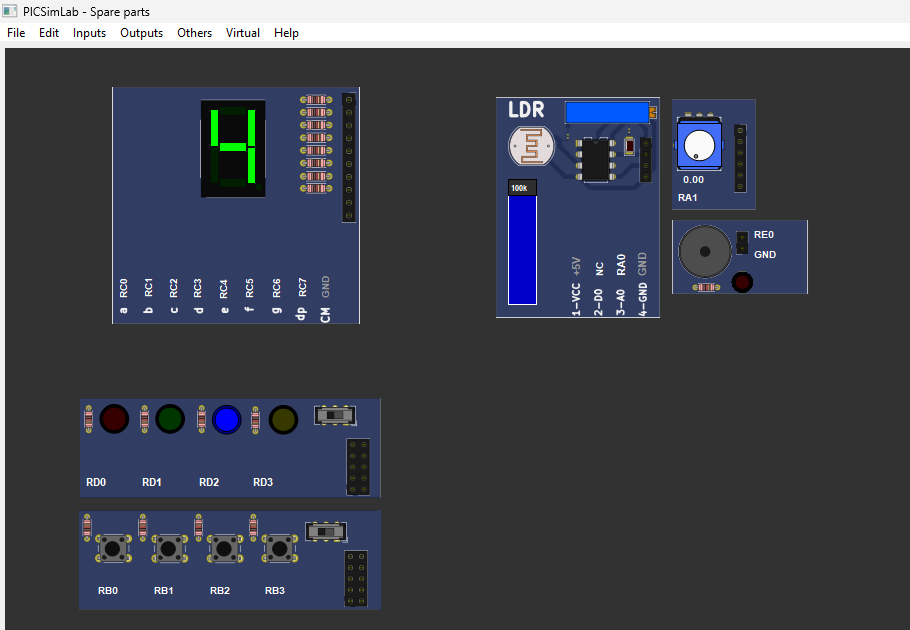 PICSimLab - Spare parts
File Edit Inputs Outputs Others Virtual Help
4
a RC0
b RC1
c RC2
d RC3
e RC4
f RC5
g RC6
dp RC7
CM GND
LDR
100k
1-VCC +5V
2-D0 NC
3-A0 RA0
4-GND GND
0.00
RA1
RE0
GND
RD0 RD1 RD2 RD3
RB0 RB1 RB2 RB3